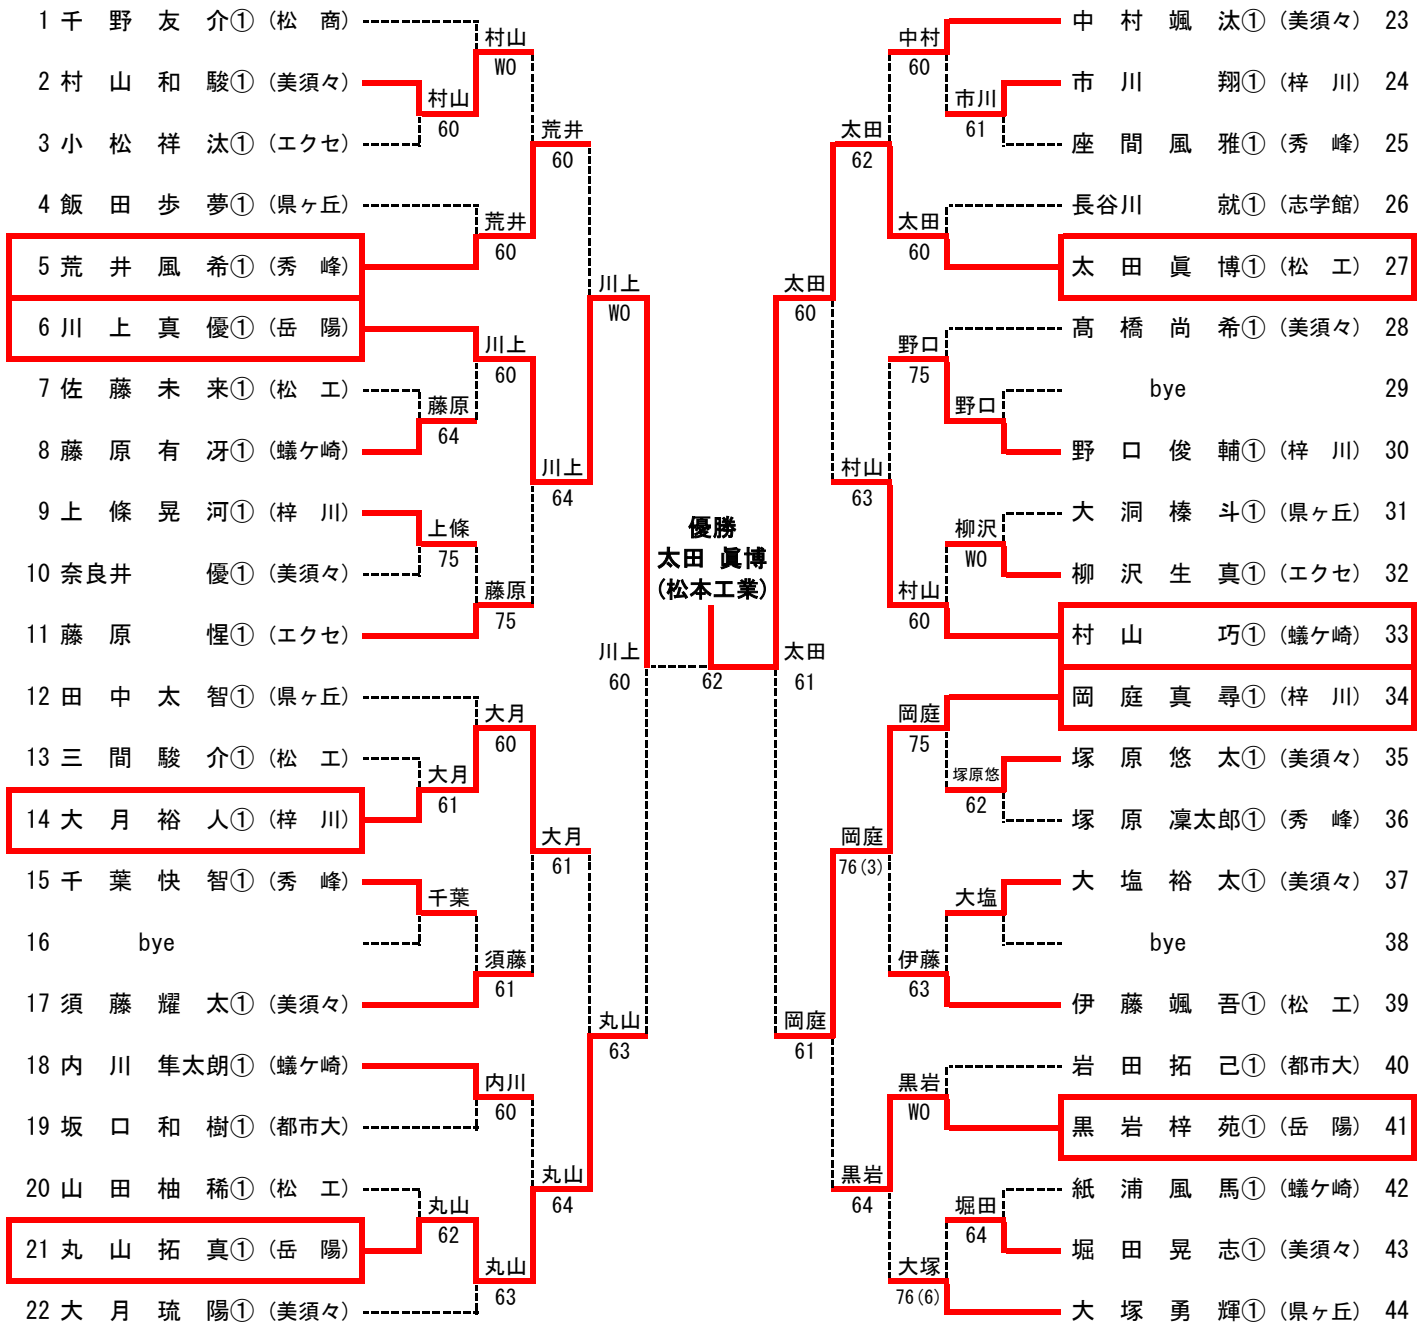 1 千野友介① (松商)
2 村山和駿① (美須々)
3 小松祥汰① (エクセ)
4 飯田歩夢① (県ヶ丘)
5 荒井風希① (秀峰)
6 川上真優① (岳陽)
7 佐藤未来① (松工)
8 藤原有冴① (蟻ケ崎)
9 上條晃河① (梓川)
10 奈良井優① (美須々)
11 藤原惺① (エクセ)
12 田中太智① (県ヶ丘)
13 三間駿介① (松工)
14 大月裕人① (梓川)
15 千葉快智① (秀峰)
16 bye
17 須藤耀太① (美須々)
18 内川隼太朗① (蟻ケ崎)
19 坂口和樹① (都市大)
20 山田柚稀① (松工)
21 丸山拓真① (岳陽)
22 大月琉陽① (美須々)
村山
60
藤原
64
上條
75
大月
61
千葉
丸山
62
村山
WO
荒井
60
川上
60
藤原
75
大月
60
須藤
61
内川
60
丸山
63
荒井
60
川上
64
大月
61
丸山
64
川上
WO
丸山
63
川上
60
優勝
太田 眞博
(松本工業)
62
太田
61
太田
60
岡庭
61
太田
62
村山
63
岡庭
76(3)
黒岩
64
中村
60
太田
60
野口
75
村山
60
岡庭
75
伊藤
63
黒岩
WO
大塚
76(6)
市川
61
野口
柳沢
WO
塚原悠
62
大塩
堀田
64
中村颯汰① (美須々) 23
市川翔① (梓川) 24
座間風雅① (秀峰) 25
長谷川就① (志学館) 26
太田眞博① (松工) 27
髙橋尚希① (美須々) 28
bye 29
野口俊輔① (梓川) 30
大洞榛斗① (県ヶ丘) 31
柳沢生真① (エクセ) 32
村山巧① (蟻ケ崎) 33
岡庭真尋① (梓川) 34
塚原悠太① (美須々) 35
塚原凜太郎① (秀峰) 36
大塩裕太① (美須々) 37
bye 38
伊藤颯吾① (松工) 39
岩田拓己① (都市大) 40
黒岩梓苑① (岳陽) 41
紙浦風馬① (蟻ケ崎) 42
堀田晃志① (美須々) 43
大塚勇輝① (県ヶ丘) 44